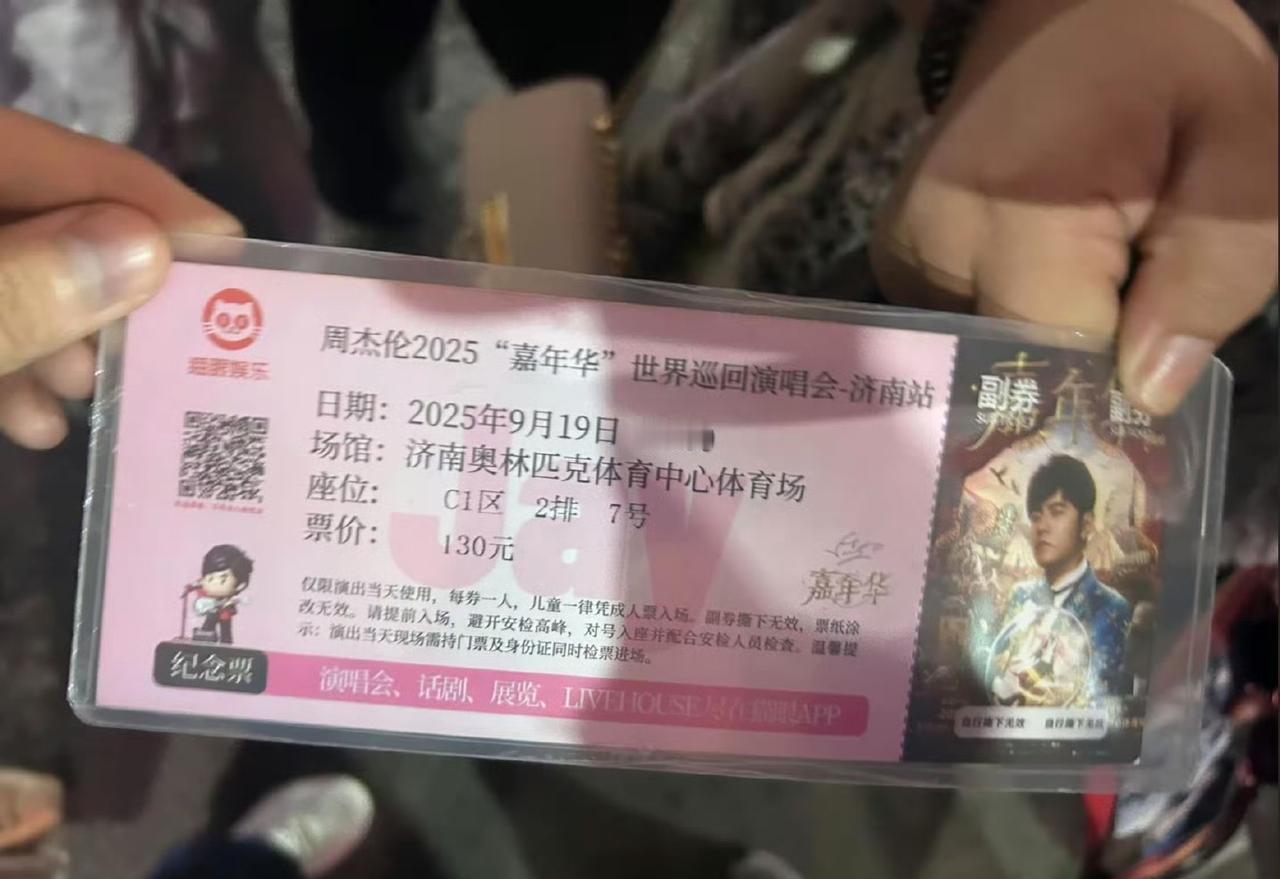 猫眼娱乐
周杰伦2025“嘉年华”世界巡回演唱会-济南站
日期：2025年9月19日
场馆：济南奥林匹克体育中心体育场
座位：C1区 2排 7号
票价：130元
Jay
嘉年华
仅限演出当天使用，每券一人，儿童一律凭成人票入场。副券撕下无效，票纸涂
改无效。请提前入场，避开安检高峰，对号入座并配合安检人员检查。温馨提
示：演出当天现场需持门票及身份证同时检票进场。
纪念票
演唱会、话剧、展览、LIVEHOUSE尽在猫眼APP
副券
副券
嘉年华
自行撕下无效 自行撕下无效